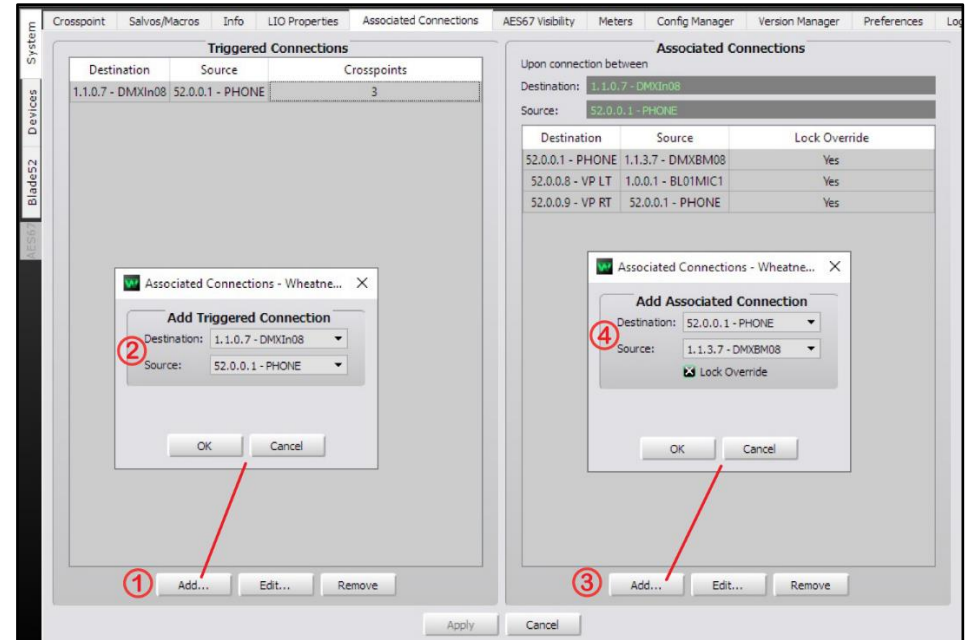 Crosspoint Salvos/Macros Info LIO Properties Associated Connections AES67 Visibility Meters Config Manager Version Manager Preferences
System
Devices
Blade52
AES67
Triggered Connections
Destination Source Crosspoints
1.1.0.7 - DMXIn08 52.0.0.1 - PHONE 3
Associated Connections - Wheatne...
Add Triggered Connection
② Destination: 1.1.0.7 - DMXIn08
Source: 52.0.0.1 - PHONE
OK Cancel
① Add... Edit... Remove
Associated Connections
Upon connection between
Destination: 1.1.0.7 - DMXIn08
Source: 52.0.0.1 - PHONE
Destination Source Lock Override
52.0.0.1 - PHONE 1.1.3.7 - DMXBM08 Yes
52.0.0.8 - VP LT 1.0.0.1 - BL01MIC1 Yes
52.0.0.9 - VP RT 52.0.0.1 - PHONE Yes
Associated Connections - Wheatne...
Add Associated Connection
④ Destination: 52.0.0.1 - PHONE
Source: 1.1.3.7 - DMXBM08
Lock Override
OK Cancel
③ Add... Edit... Remove
Apply Cancel